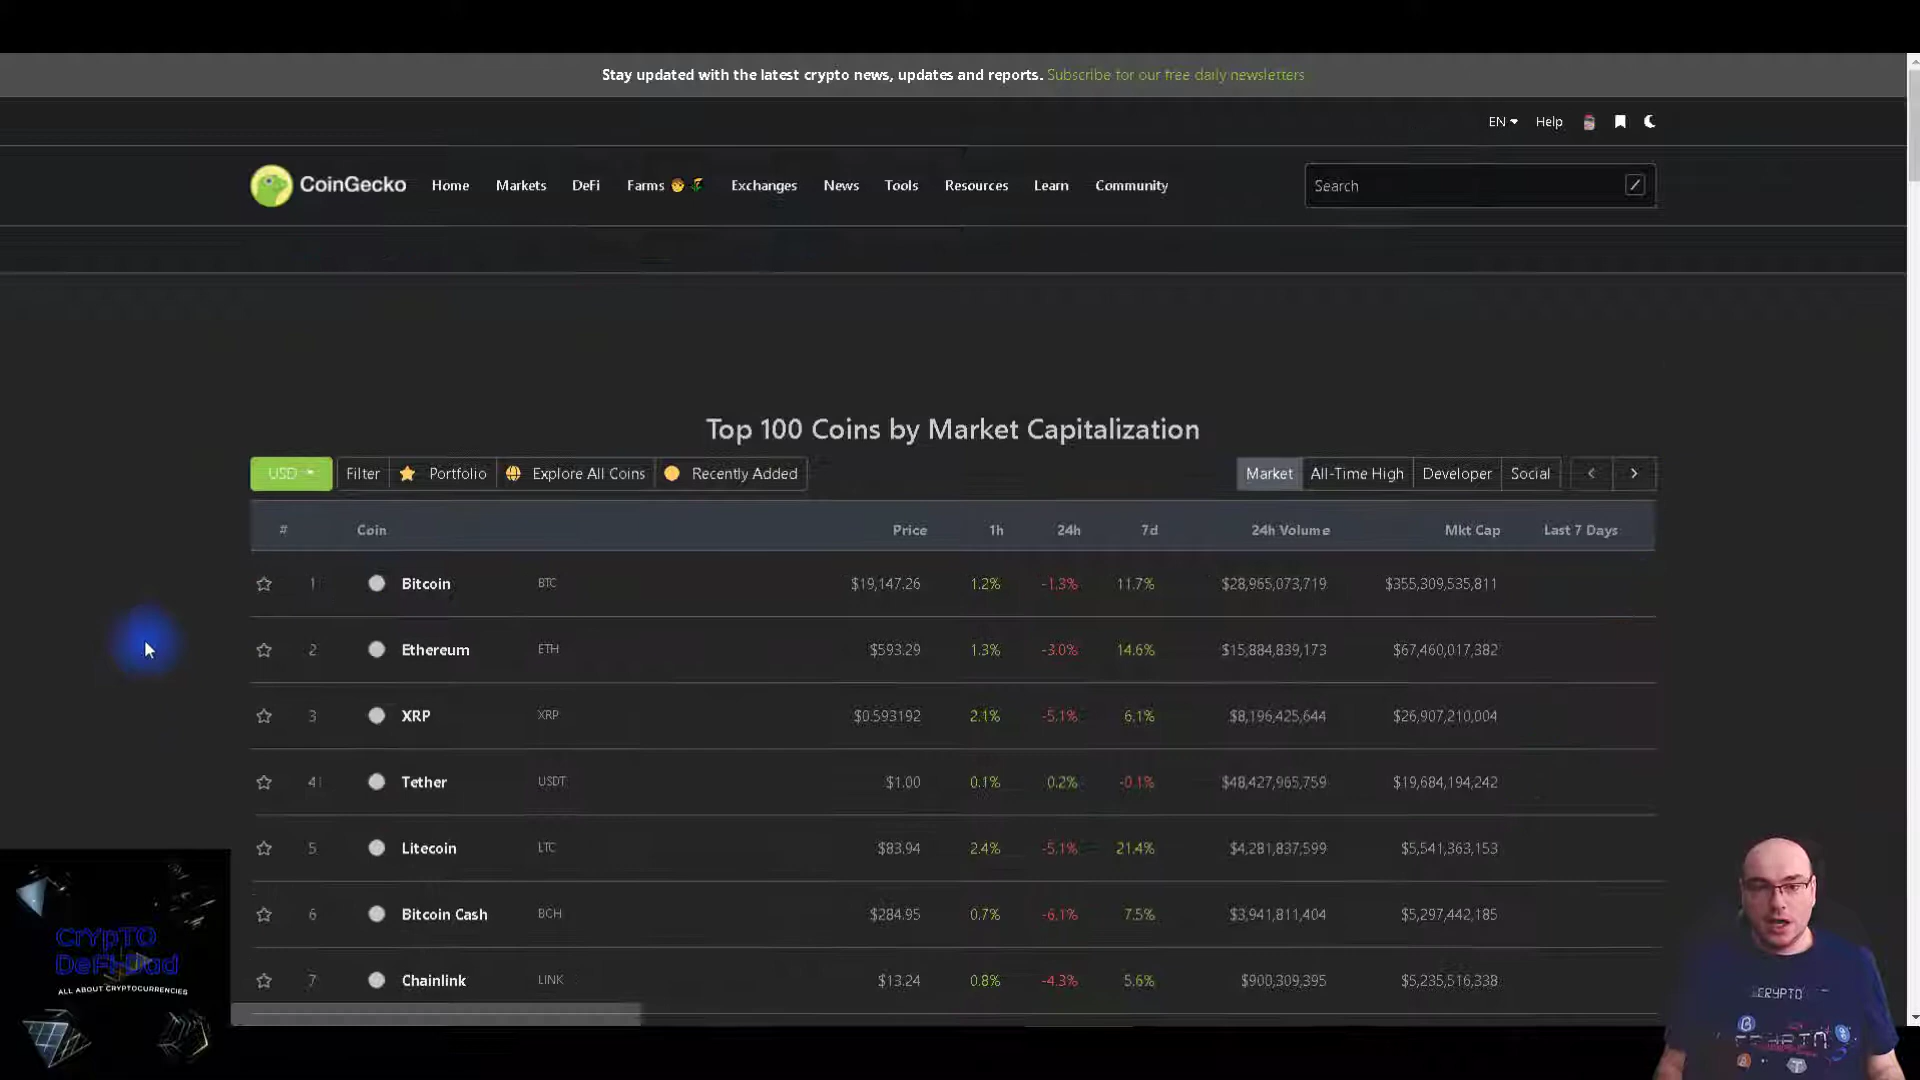 Stay updated with the latest crypto news, updates and reports. Subscribe for our free daily newsletters
EN Help
CoinGecko Home Markets DeFi Farms Exchanges News Tools Resources Learn Community Search /
Top 100 Coins by Market Capitalization
USD Filter Portfolio Explore All Coins Recently Added Market All-Time High Developer Social < >
# Coin Price 1h 24h 7d 24h Volume Mkt Cap Last 7 Days
1 Bitcoin BTC $19,147.26 1.2% -1.3% 11.7% $28,965,073,719 $355,309,535,811
2 Ethereum ETH $593.29 1.3% -3.0% 14.6% $15,884,839,173 $67,460,017,382
3 XRP XRP $0.593192 2.1% -5.1% 6.1% $8,196,425,644 $26,907,210,004
4 Tether USDT $1.00 0.1% 0.2% -0.1% $48,427,965,759 $19,684,194,242
5 Litecoin LTC $83.94 2.4% -5.1% 21.4% $4,281,837,599 $5,541,363,153
6 Bitcoin Cash BCH $284.95 0.7% -6.1% 7.5% $3,941,811,404 $5,297,442,185
7 Chainlink LINK $13.24 0.8% -4.3% 5.6% $900,309,395 $5,235,516,338
CrYpTO
DeFi Dad
ALL ABOUT CRYPTOCURRENCIES
CRYPTO